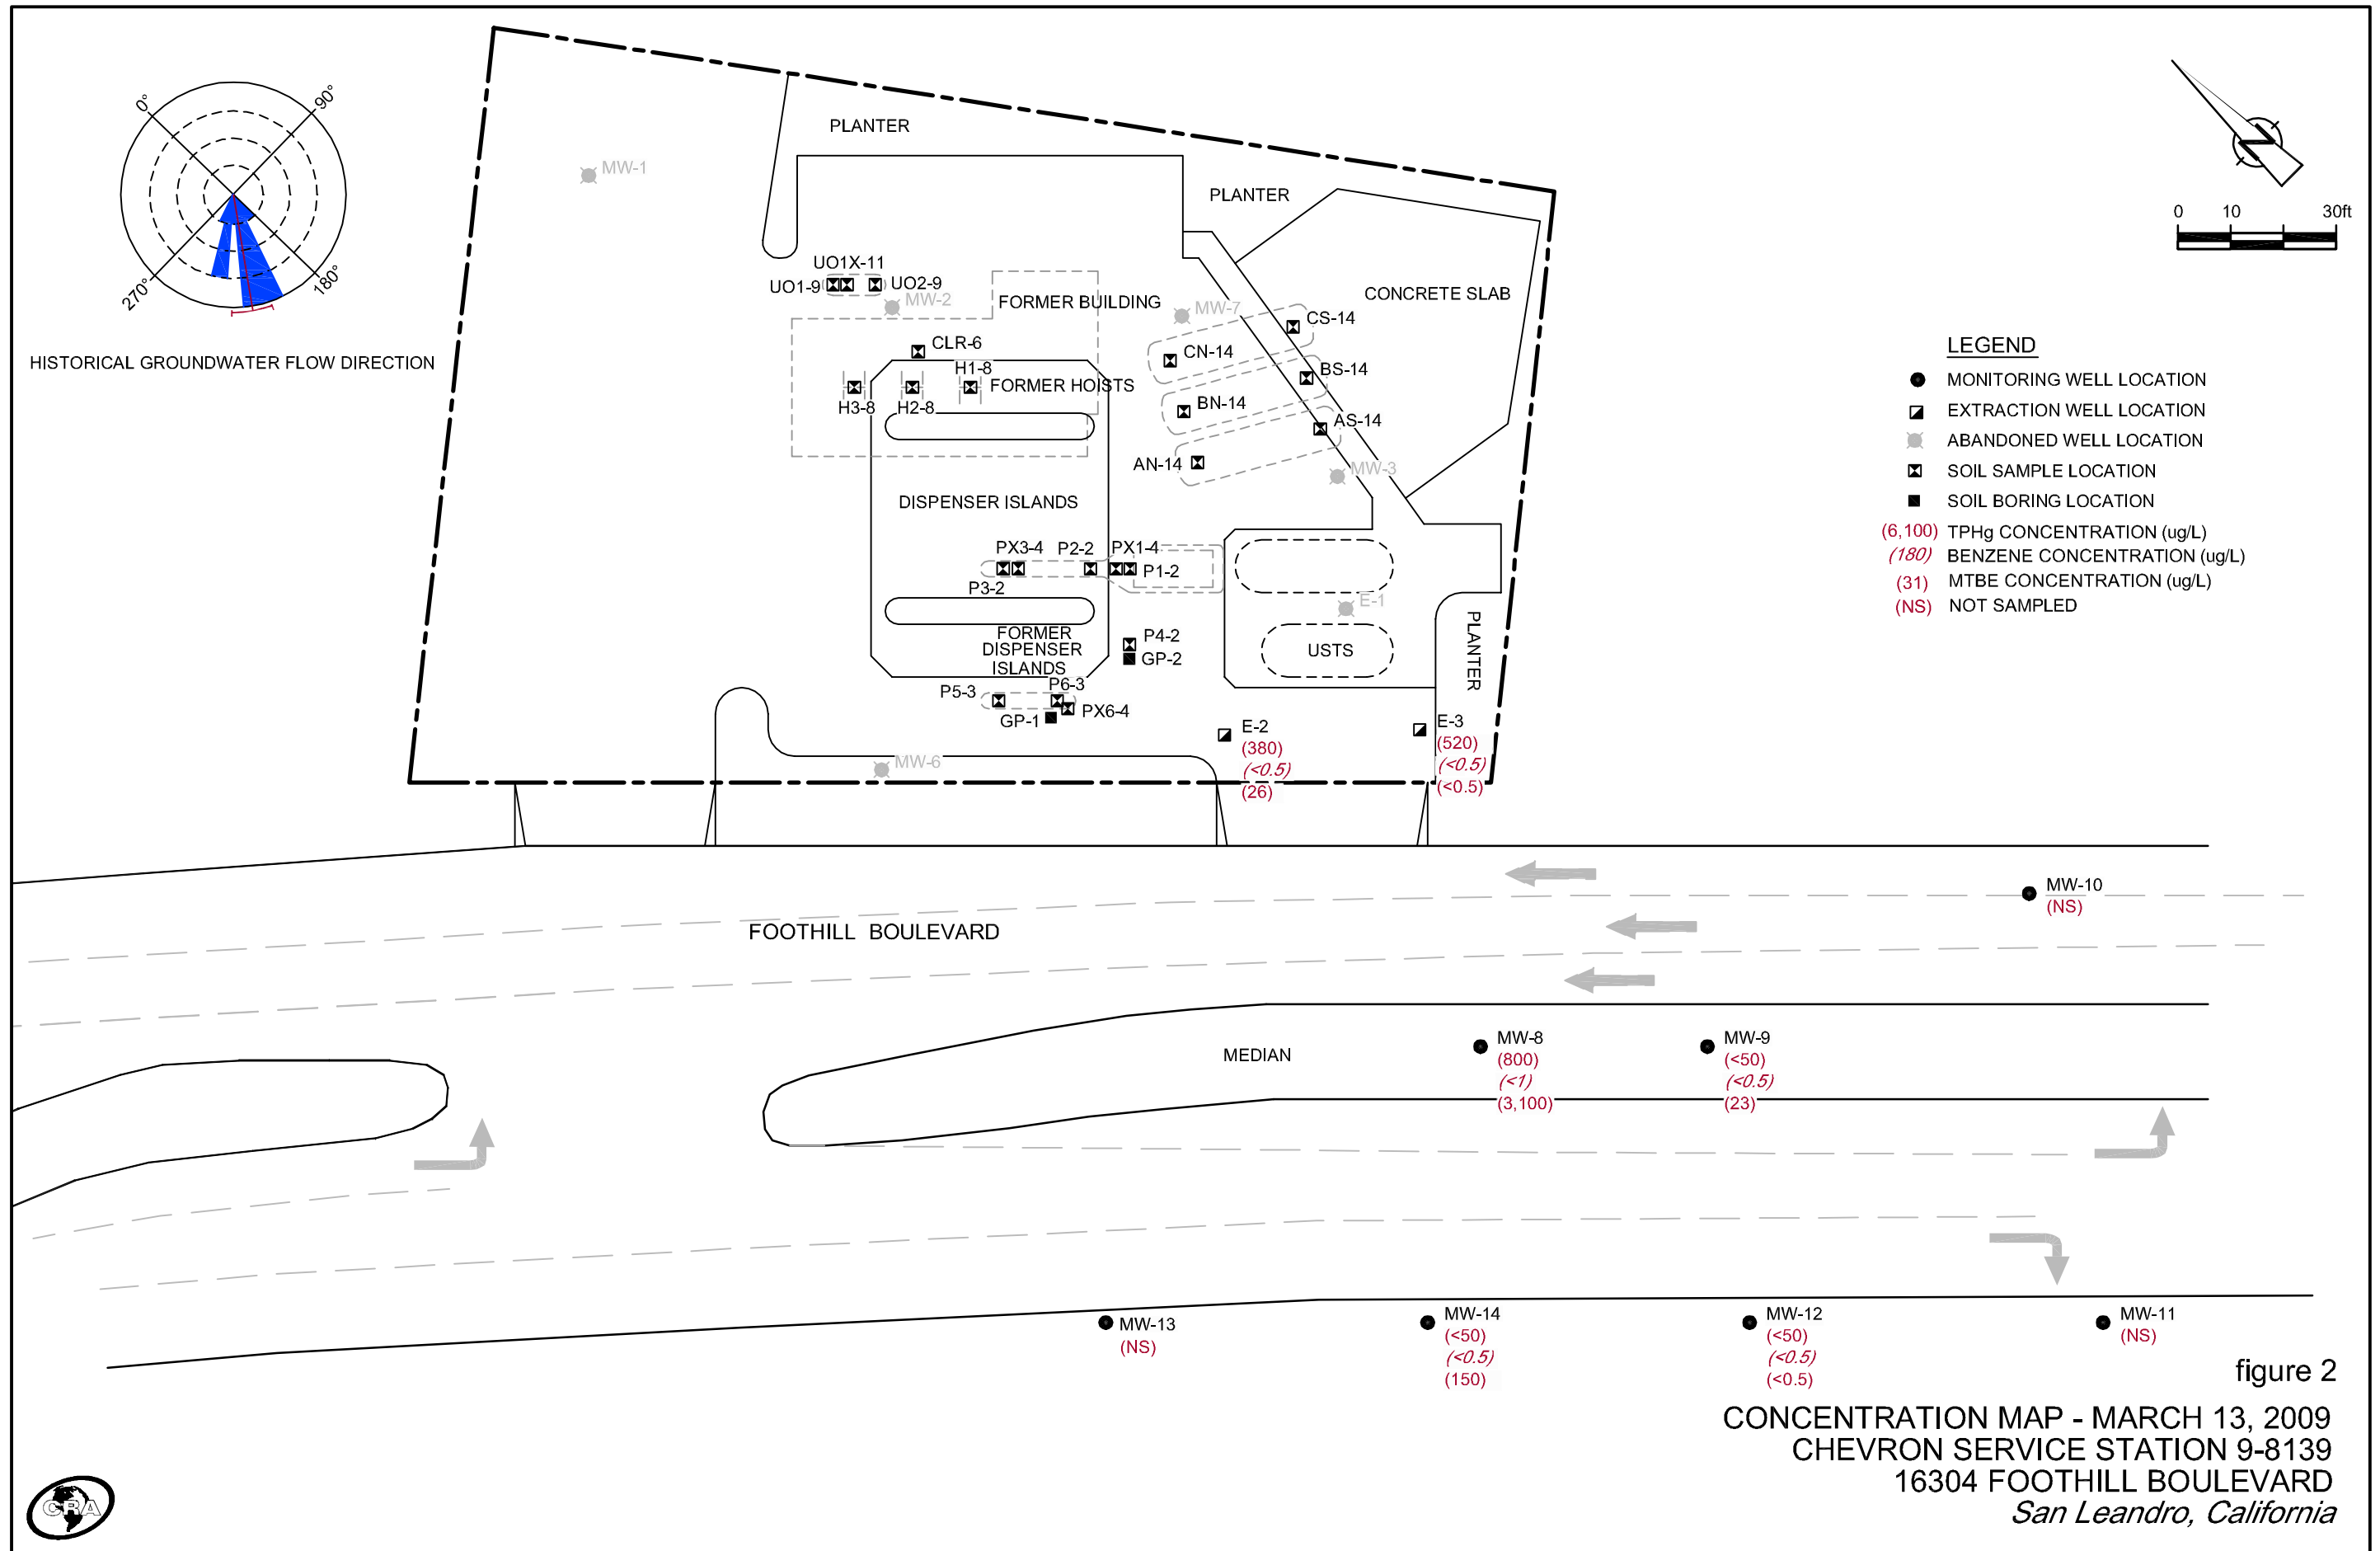 0°
90°
270°
180°
HISTORICAL GROUNDWATER FLOW DIRECTION
MW-1
PLANTER
PLANTER
UO1X-11
UO1-9
UO2-9
MW-2
FORMER BUILDING
MW-7
CONCRETE SLAB
CS-14
CLR-6
CN-14
H1-8
FORMER HOISTS
BS-14
H3-8
H2-8
BN-14
AS-14
AN-14
MW-3
DISPENSER ISLANDS
PX3-4
P2-2
PX1-4
P1-2
P3-2
E-1
FORMER
DISPENSER
ISLANDS
P4-2
GP-2
USTS
PLANTER
P5-3
P6-3
PX6-4
GP-1
E-2
(380)
(<0.5)
(26)
E-3
(520)
(<0.5)
(<0.5)
MW-6
N
0 10 30ft
LEGEND
MONITORING WELL LOCATION
EXTRACTION WELL LOCATION
ABANDONED WELL LOCATION
SOIL SAMPLE LOCATION
SOIL BORING LOCATION
(6,100) TPHg CONCENTRATION (ug/L)
(180) BENZENE CONCENTRATION (ug/L)
(31) MTBE CONCENTRATION (ug/L)
(NS) NOT SAMPLED
MW-10
(NS)
FOOTHILL BOULEVARD
MEDIAN
MW-8
(800)
(<1)
(3,100)
MW-9
(<50)
(<0.5)
(23)
MW-13
(NS)
MW-14
(<50)
(<0.5)
(150)
MW-12
(<50)
(<0.5)
(<0.5)
MW-11
(NS)
figure 2
CONCENTRATION MAP - MARCH 13, 2009
CHEVRON SERVICE STATION 9-8139
16304 FOOTHILL BOULEVARD
San Leandro, California
CRA